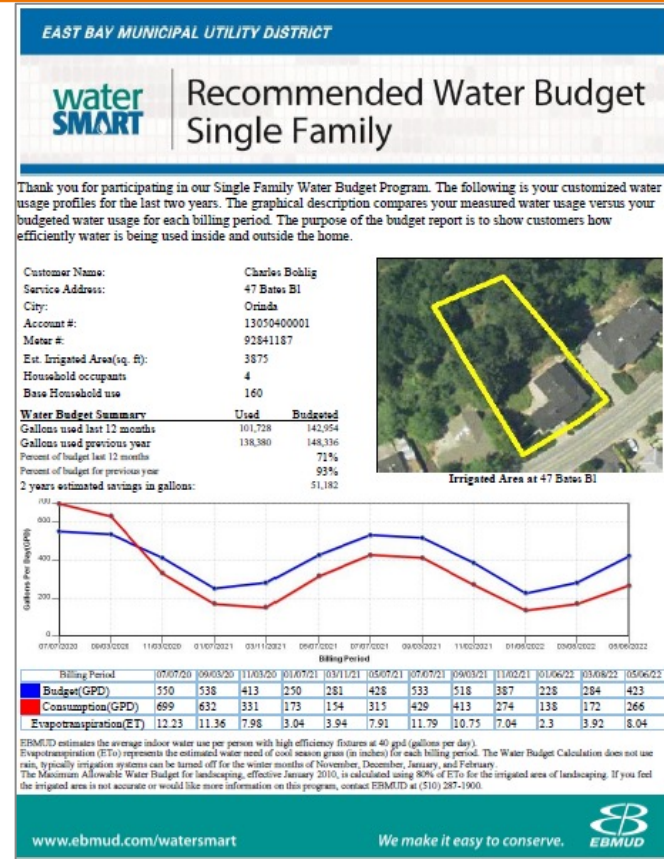 EAST BAY MUNICIPAL UTILITY DISTRICT
water
SMART
Recommended Water Budget
Single Family
Thank you for participating in our Single Family Water Budget Program. The following is your customized water
usage profiles for the last two years. The graphical description compares your measured water usage versus your
budgeted water usage for each billing period. The purpose of the budget report is to show customers how
efficiently water is being used inside and outside the home.
Customer Name: Charles Bohlig
Service Address: 47 Bates Bl
City: Orinda
Account #: 13050400001
Meter #: 92841187
Est. Irrigated Area(sq. ft): 3875
Household occupants 4
Base Household use 160
Water Budget Summary Used Budgeted
Gallons used last 12 months 101,728 142,954
Gallons used previous year 138,380 148,336
Percent of budget last 12 months 71%
Percent of budget for previous year 93%
2 years estimated savings in gallons: 51,182
Irrigated Area at 47 Bates Bl
Gallons Per Day(GPD)
700
600
400
200
0
07/07/2020 09/03/2020 11/03/2020 01/07/2021 03/11/2021 05/07/2021 07/07/2021 09/03/2021 11/02/2021 01/06/2022 03/08/2022 05/06/2022
Billing Period
Billing Period 07/07/20 09/03/20 11/03/20 01/07/21 03/11/21 05/07/21 07/07/21 09/03/21 11/02/21 01/06/22 03/08/22 05/06/22
Budget(GPD) 550 538 413 250 281 428 533 518 387 228 284 423
Consumption(GPD) 699 632 331 173 154 315 429 413 274 138 172 266
Evapotranspiration(ET) 12.23 11.36 7.98 3.04 3.94 7.91 11.79 10.75 7.04 2.3 3.92 8.04
EBMUD estimates the average indoor water use per person with high efficiency fixtures at 40 gpd (gallons per day).
Evapotranspiration (ETo) represents the estimated water need of cool season grass (in inches) for each billing period. The Water Budget Calculation does not use
rain, typically irrigation systems can be turned off for the winter months of November, December, January, and February.
The Maximum Allowable Water Budget for landscaping, effective January 2010, is calculated using 80% of ETo for the irrigated area of landscaping. If you feel
the irrigated area is not accurate or would like more information on this program, contact EBMUD at (510) 287-1900.
www.ebmud.com/watersmart
We make it easy to conserve.
EBMUD